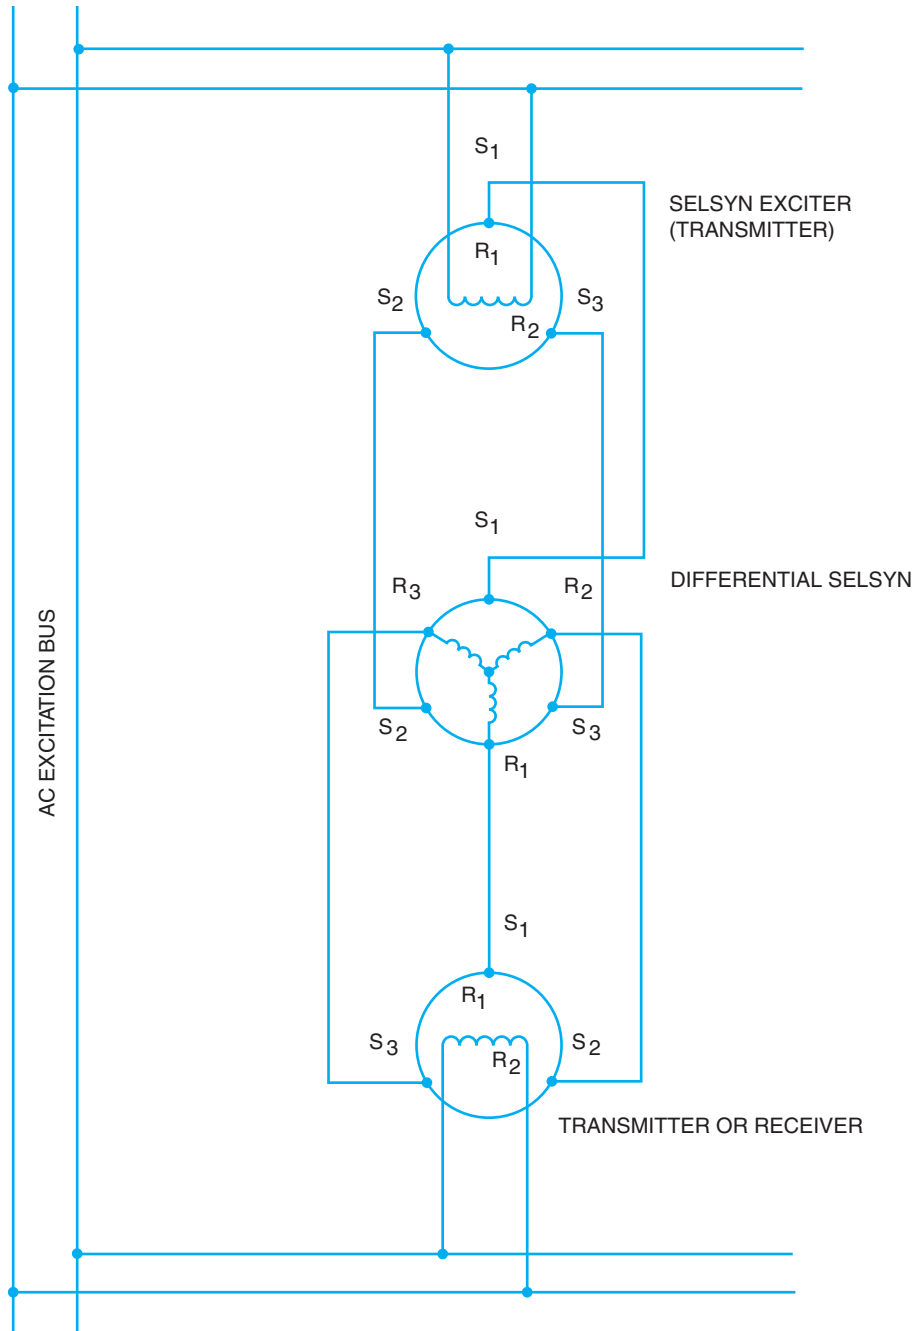 S1
SELSYN EXCITER
(TRANSMITTER)
R1
S2
S3
R2
S1
DIFFERENTIAL SELSYN
R3
R2
AC EXCITATION BUS
S2
S3
R1
S1
R1
S3
S2
R2
TRANSMITTER OR RECEIVER